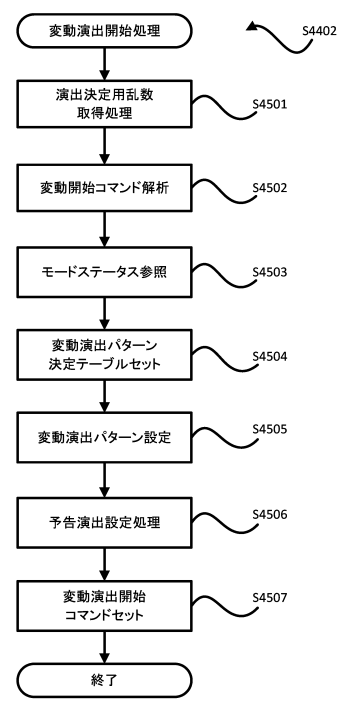 変動演出開始処理
S4402
演出決定用乱数
取得処理
S4501
変動開始コマンド解析
S4502
モードステータス参照
S4503
変動演出パターン
決定テーブルセット
S4504
変動演出パターン設定
S4505
予告演出設定処理
S4506
変動演出開始
コマンドセット
S4507
終了